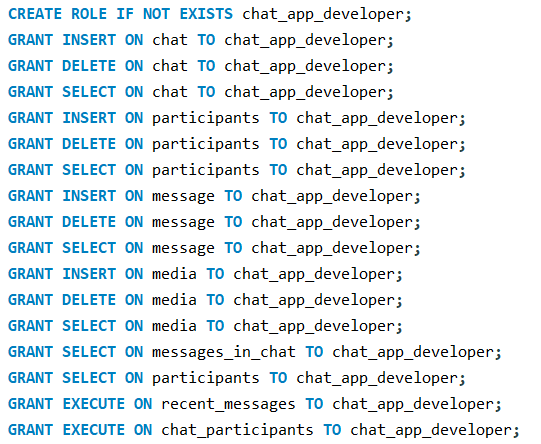 CREATE ROLE IF NOT EXISTS chat_app_developer;
GRANT INSERT ON chat TO chat_app_developer;
GRANT DELETE ON chat TO chat_app_developer;
GRANT SELECT ON chat TO chat_app_developer;
GRANT INSERT ON participants TO chat_app_developer;
GRANT DELETE ON participants TO chat_app_developer;
GRANT SELECT ON participants TO chat_app_developer;
GRANT INSERT ON message TO chat_app_developer;
GRANT DELETE ON message TO chat_app_developer;
GRANT SELECT ON message TO chat_app_developer;
GRANT INSERT ON media TO chat_app_developer;
GRANT DELETE ON media TO chat_app_developer;
GRANT SELECT ON media TO chat_app_developer;
GRANT SELECT ON messages_in_chat TO chat_app_developer;
GRANT SELECT ON participants TO chat_app_developer;
GRANT EXECUTE ON recent_messages TO chat_app_developer;
GRANT EXECUTE ON chat_participants TO chat_app_developer;